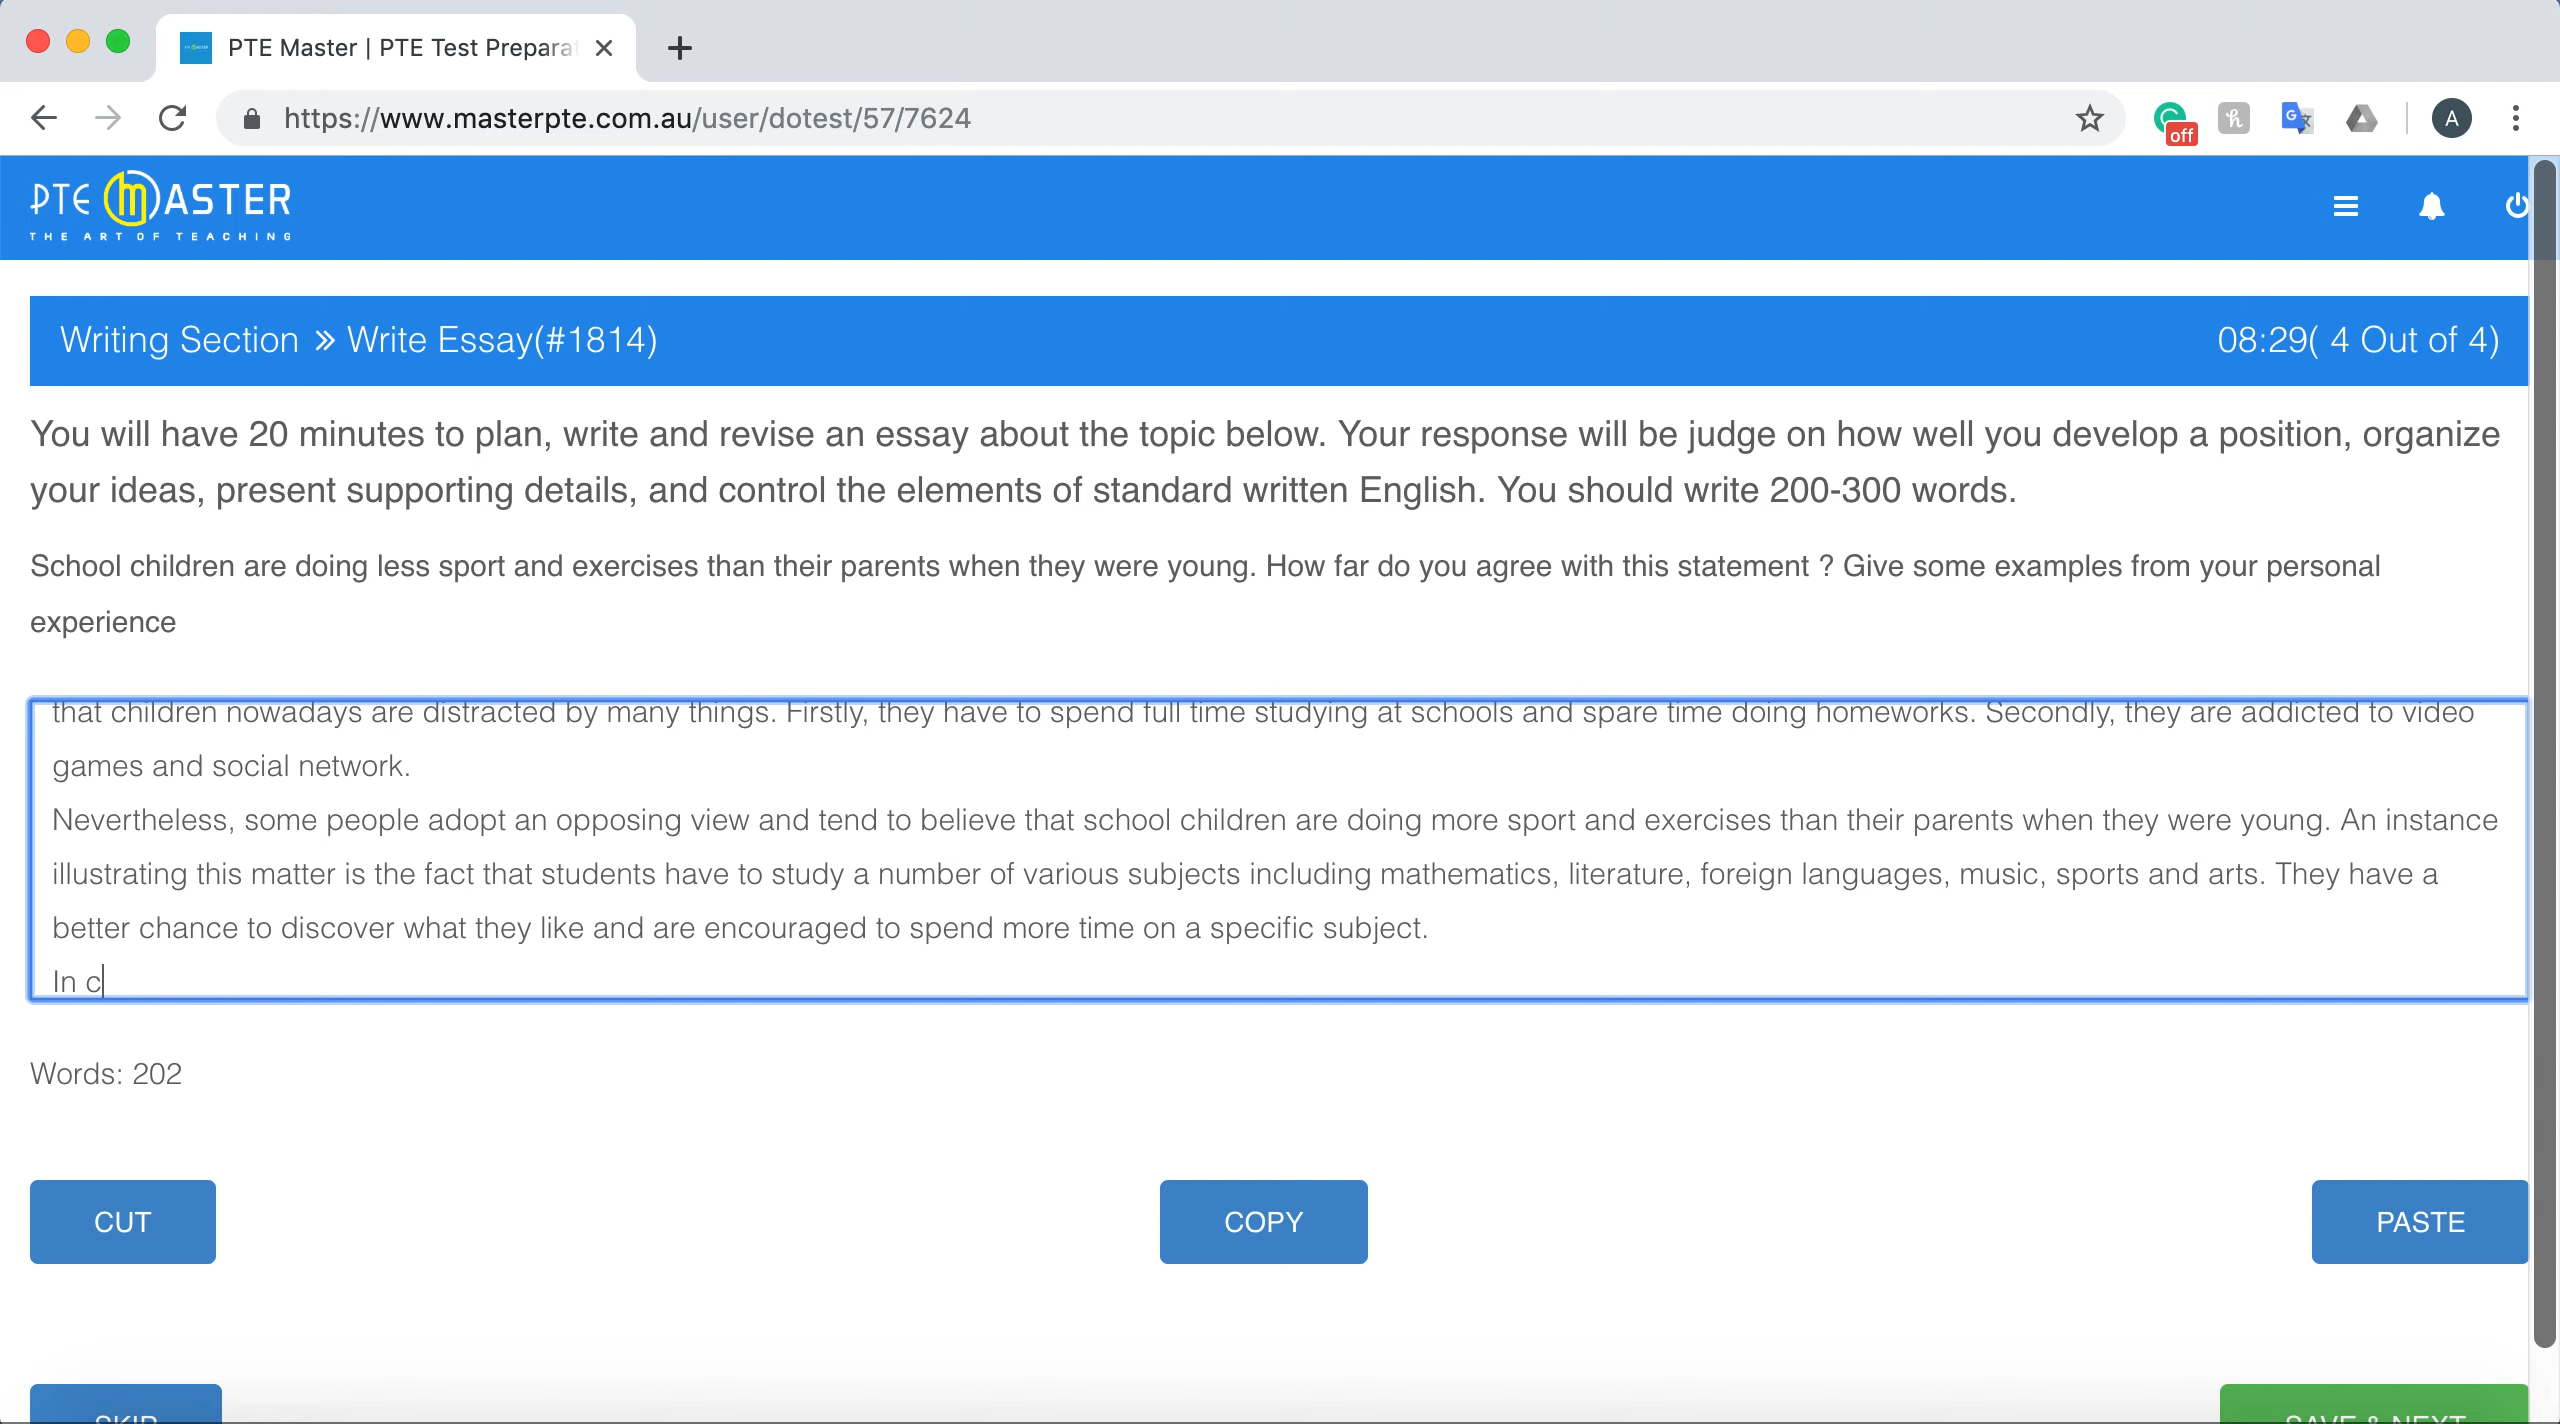 PTE Master | PTE Test Prepara
https://www.masterpte.com.au/user/dotest/57/7624
off
A
PTE MASTER
THE ART OF TEACHING
Writing Section » Write Essay(#1814)
08:29( 4 Out of 4)
You will have 20 minutes to plan, write and revise an essay about the topic below. Your response will be judge on how well you develop a position, organize
your ideas, present supporting details, and control the elements of standard written English. You should write 200-300 words.
School children are doing less sport and exercises than their parents when they were young. How far do you agree with this statement ? Give some examples from your personal
experience
that children nowadays are distracted by many things. Firstly, they have to spend full time studying at schools and spare time doing homeworks. Secondly, they are addicted to video
games and social network.
Nevertheless, some people adopt an opposing view and tend to believe that school children are doing more sport and exercises than their parents when they were young. An instance
illustrating this matter is the fact that students have to study a number of various subjects including mathematics, literature, foreign languages, music, sports and arts. They have a
better chance to discover what they like and are encouraged to spend more time on a specific subject.
In c
Words: 202
CUT
COPY
PASTE
SKIP
SAVE & NEXT